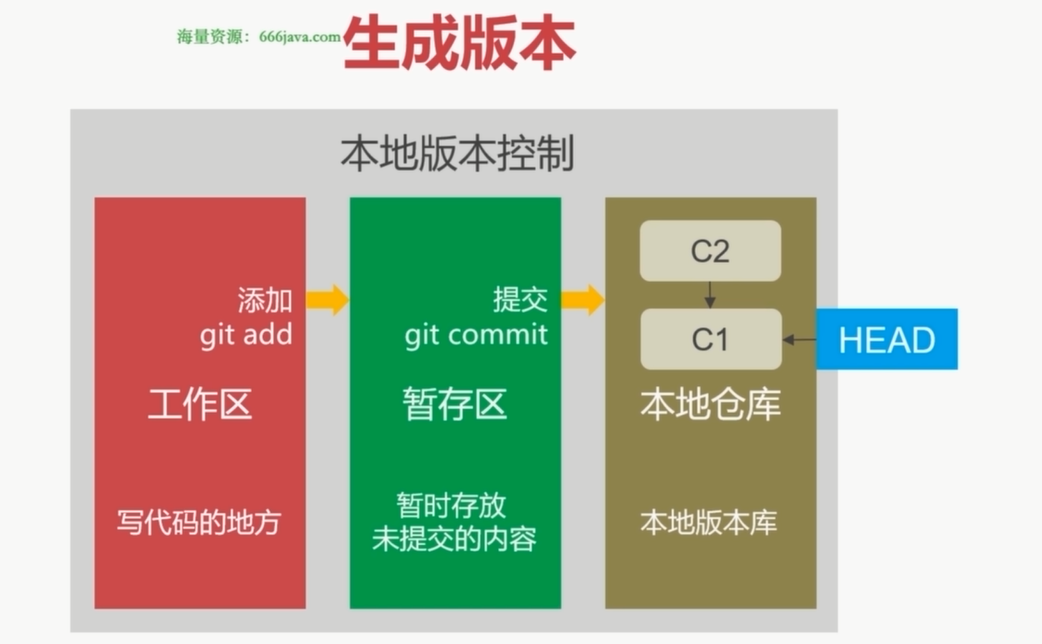 海量资源：666java.com
生成版本
本地版本控制
添加
git add
工作区
写代码的地方
提交
git commit
暂存区
暂时存放
未提交的内容
C2
C1
本地仓库
本地版本库
HEAD